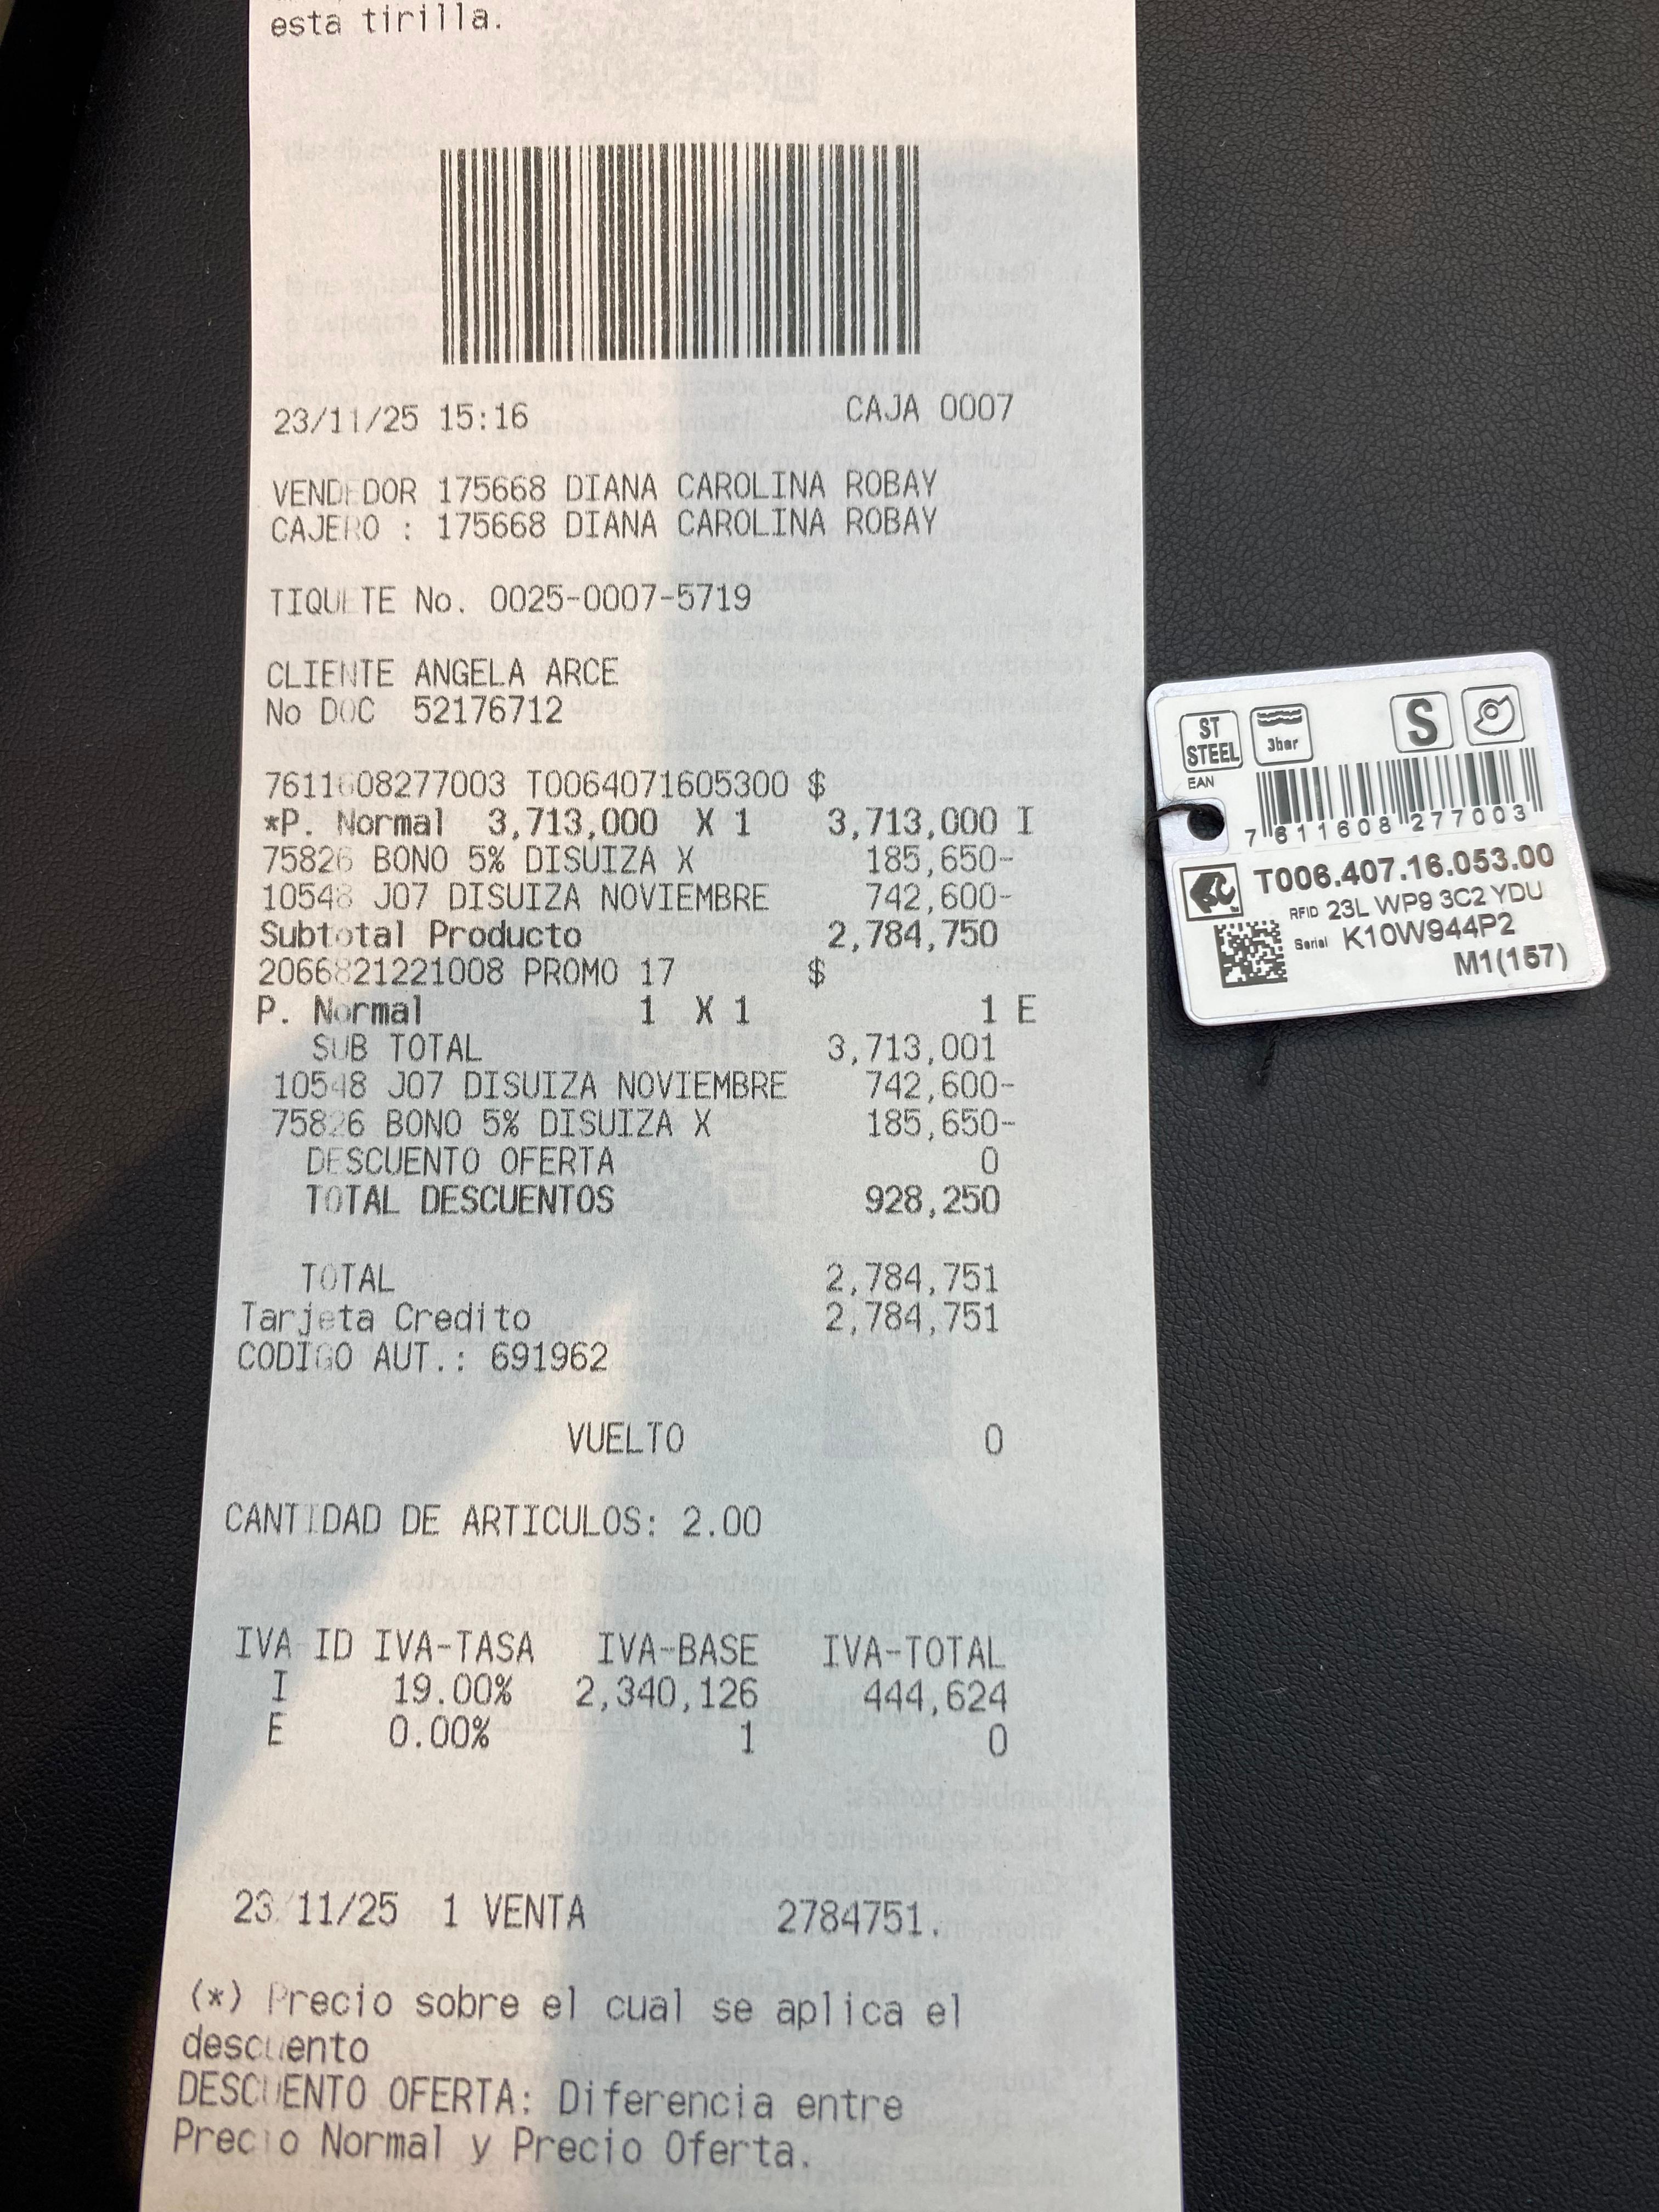 esta tirilla.
23/11/25 15:16 CAJA 0007
VENDEDOR 175668 DIANA CAROLINA ROBAY
CAJERO : 175668 DIANA CAROLINA ROBAY
TIQUETE No. 0025-0007-5719
CLIENTE ANGELA ARCE
No DOC 52176712
7611608277003 T0064071605300 $
*P. Normal 3,713,000 X 1 3,713,000 I
75826 BONO 5% DISUIZA X 185,650-
10548 J07 DISUIZA NOVIEMBRE 742,600-
Subtotal Producto 2,784,750
2066821221008 PROMO 17 $
P. Normal 1 X 1 1 E
SUB TOTAL 3,713,001
10548 J07 DISUIZA NOVIEMBRE 742,600-
75826 BONO 5% DISUIZA X 185,650-
DESCUENTO OFERTA 0
TOTAL DESCUENTOS 928,250
TOTAL 2,784,751
Tarjeta Credito 2,784,751
CODIGO AUT.: 691962
VUELTO 0
CANTIDAD DE ARTICULOS: 2.00
IVA ID IVA-TASA IVA-BASE IVA-TOTAL
I 19.00% 2,340,126 444,624
E 0.00% 1 0
23/11/25 1 VENTA 2784751.
(*) Precio sobre el cual se aplica el
descuento
DESCUENTO OFERTA: Diferencia entre
Precio Normal y Precio Oferta.
ST
STEEL
3bar
S
EAN
7 611608 277003
T006.407.16.053.00
RFID 23L WP9 3C2 YDU
Serial K10W944P2
M1(157)